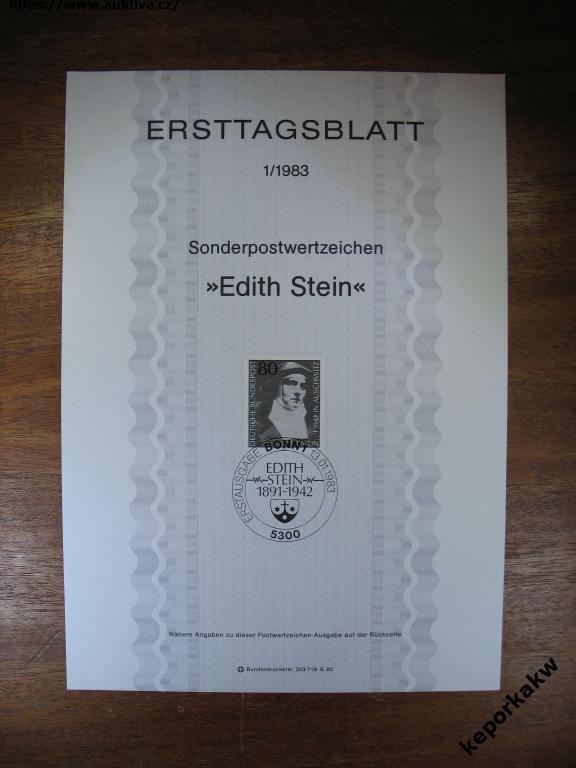 https://www.auktiva.cz/
ERSTTAGSBLATT
1/1983
Sonderpostwertzeichen
»Edith Stein«
80
DEUTSCHE BUNDESPOST
† 1942 IN AUSCHWITZ
ERSTAUSGABE BONN 1 13.01.1983
EDITH
STEIN
1891-1942
5300
Nähere Angaben zu dieser Postwertzeichen-Ausgabe auf der Rückseite
Bundesdruckerei 203 719 9.82
keporkakw